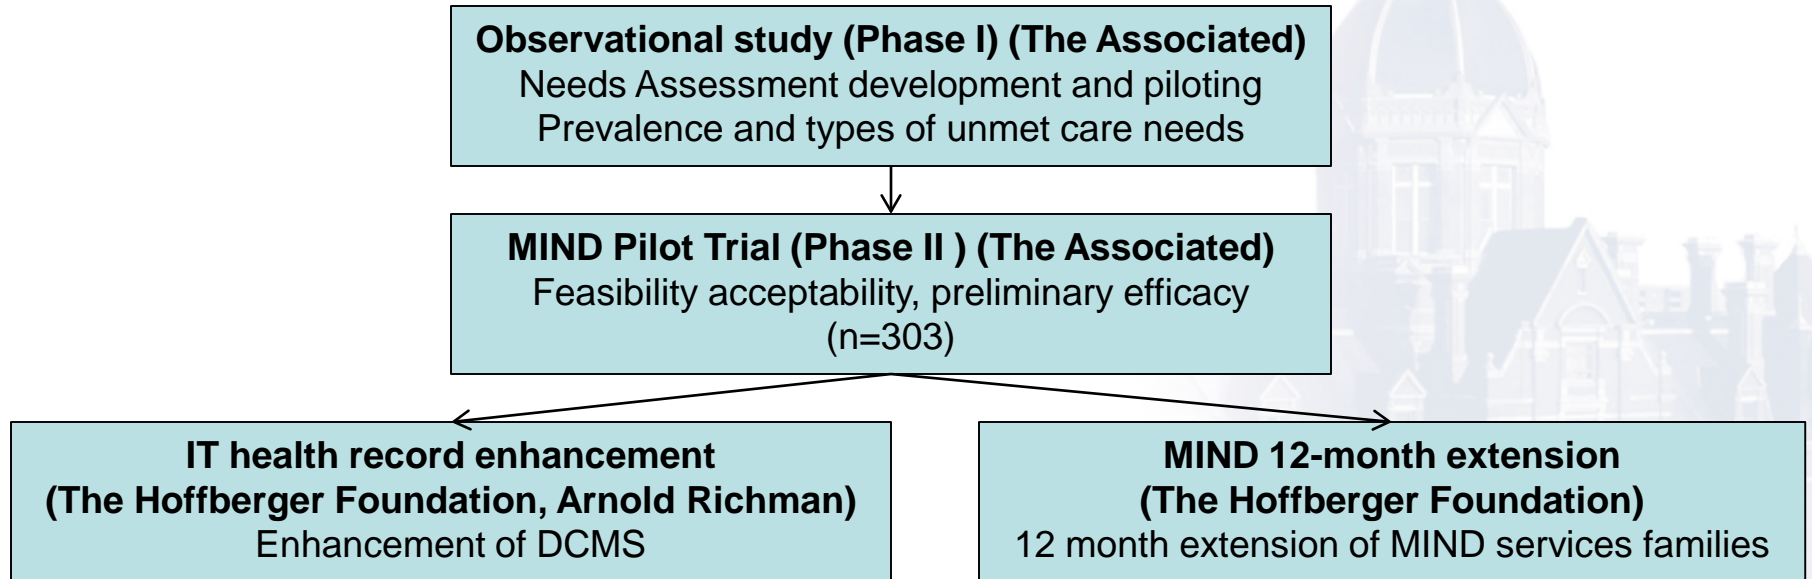 Observational study (Phase I) (The Associated)
Needs Assessment development and piloting
Prevalence and types of unmet care needs
MIND Pilot Trial (Phase II ) (The Associated)
Feasibility acceptability, preliminary efficacy
(n=303)
IT health record enhancement
(The Hoffberger Foundation, Arnold Richman)
Enhancement of DCMS
MIND 12-month extension
(The Hoffberger Foundation)
12 month extension of MIND services families